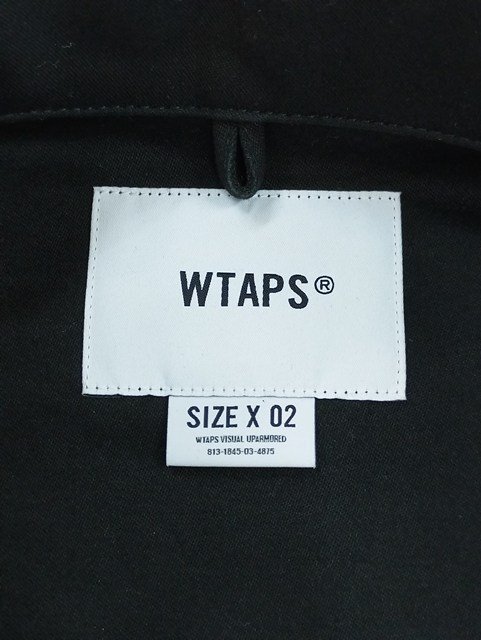 WTAPS®
SIZE X 02
WTAPS VISUAL UPARMORED
813-1845-03-4875